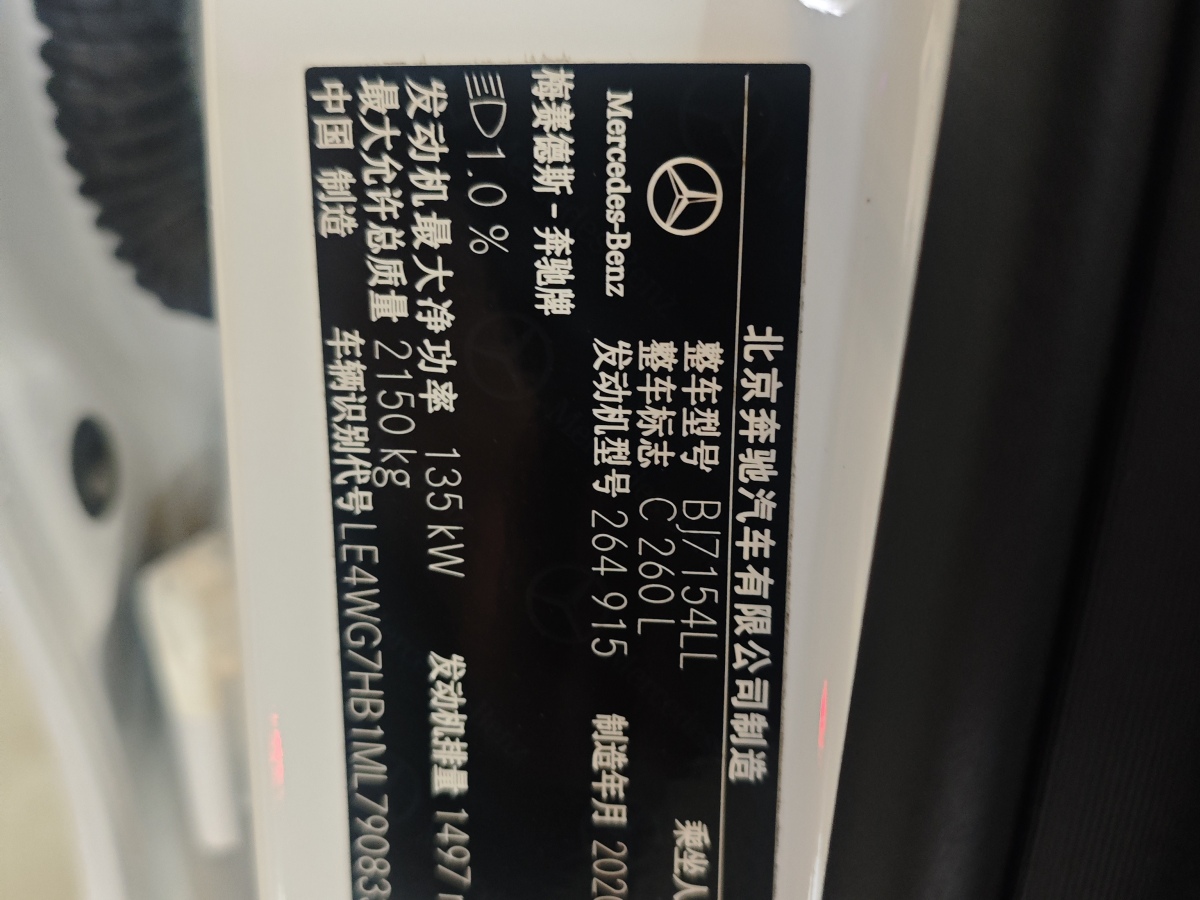 北京奔驰汽车有限公司制造
Mercedes-Benz
整车型号 BJ7154LL 乘坐人
整车标志 C 260 L
发动机型号 264 915 制造年月 202
梅赛德斯-奔驰牌
1.0 %
发动机最大净功率 135 kW 发动机排量 1497
最大允许总质量 2150 kg
中国 制造 车辆识别代号 LE4WG7HB1ML79083